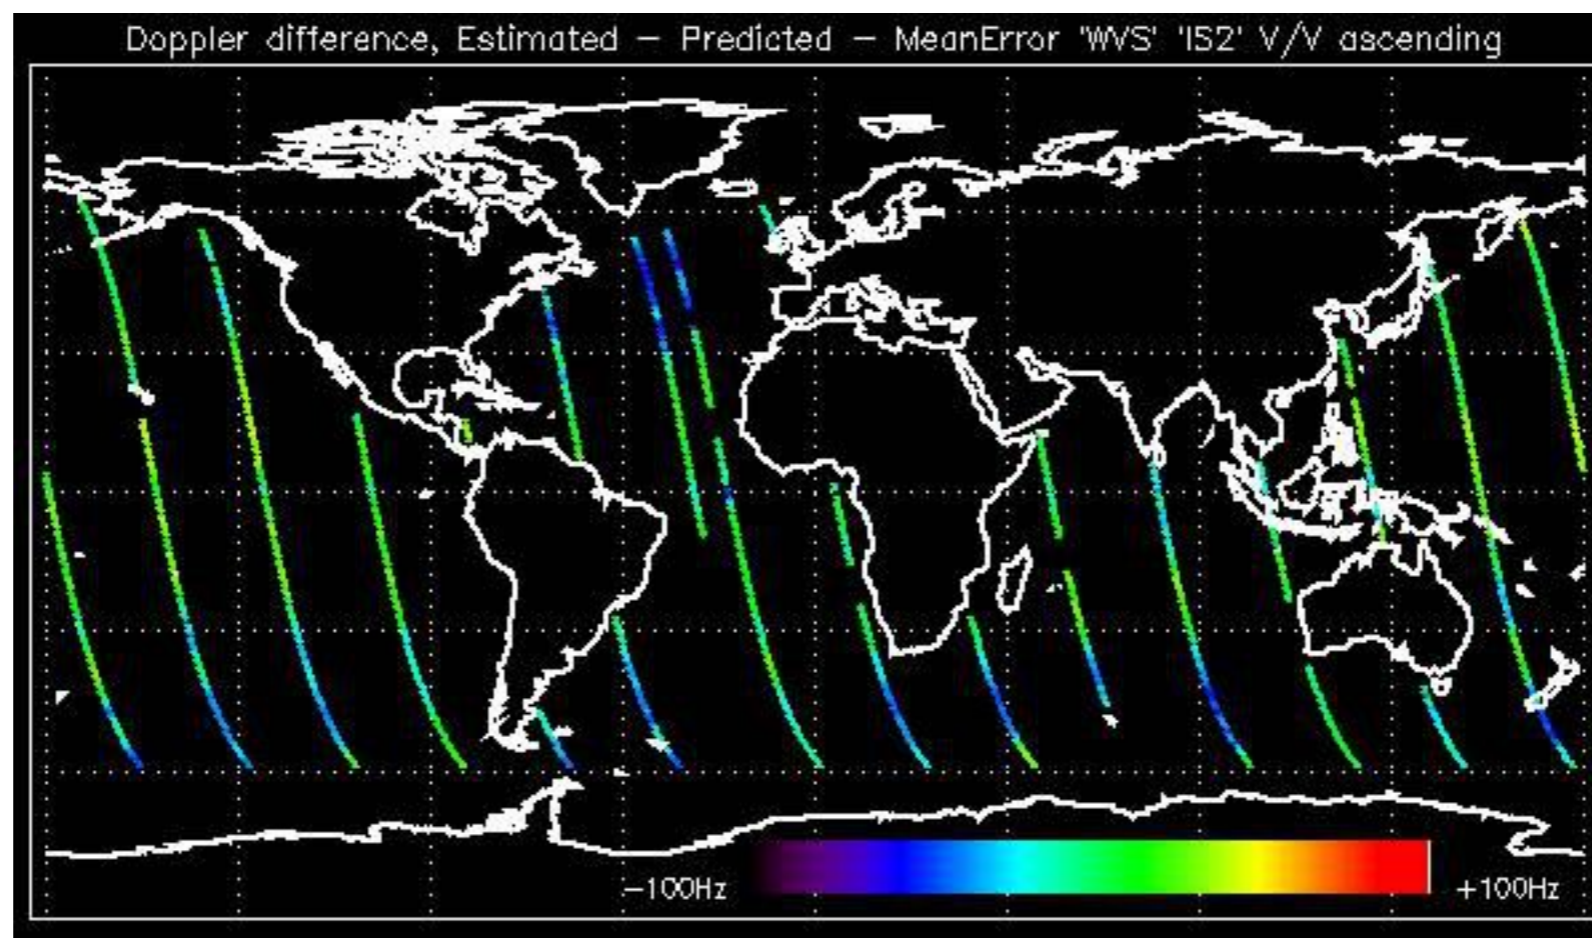 Doppler difference, Estimated – Predicted – MeanError 'WVS' 'IS2' V/V ascending
–100Hz +100Hz